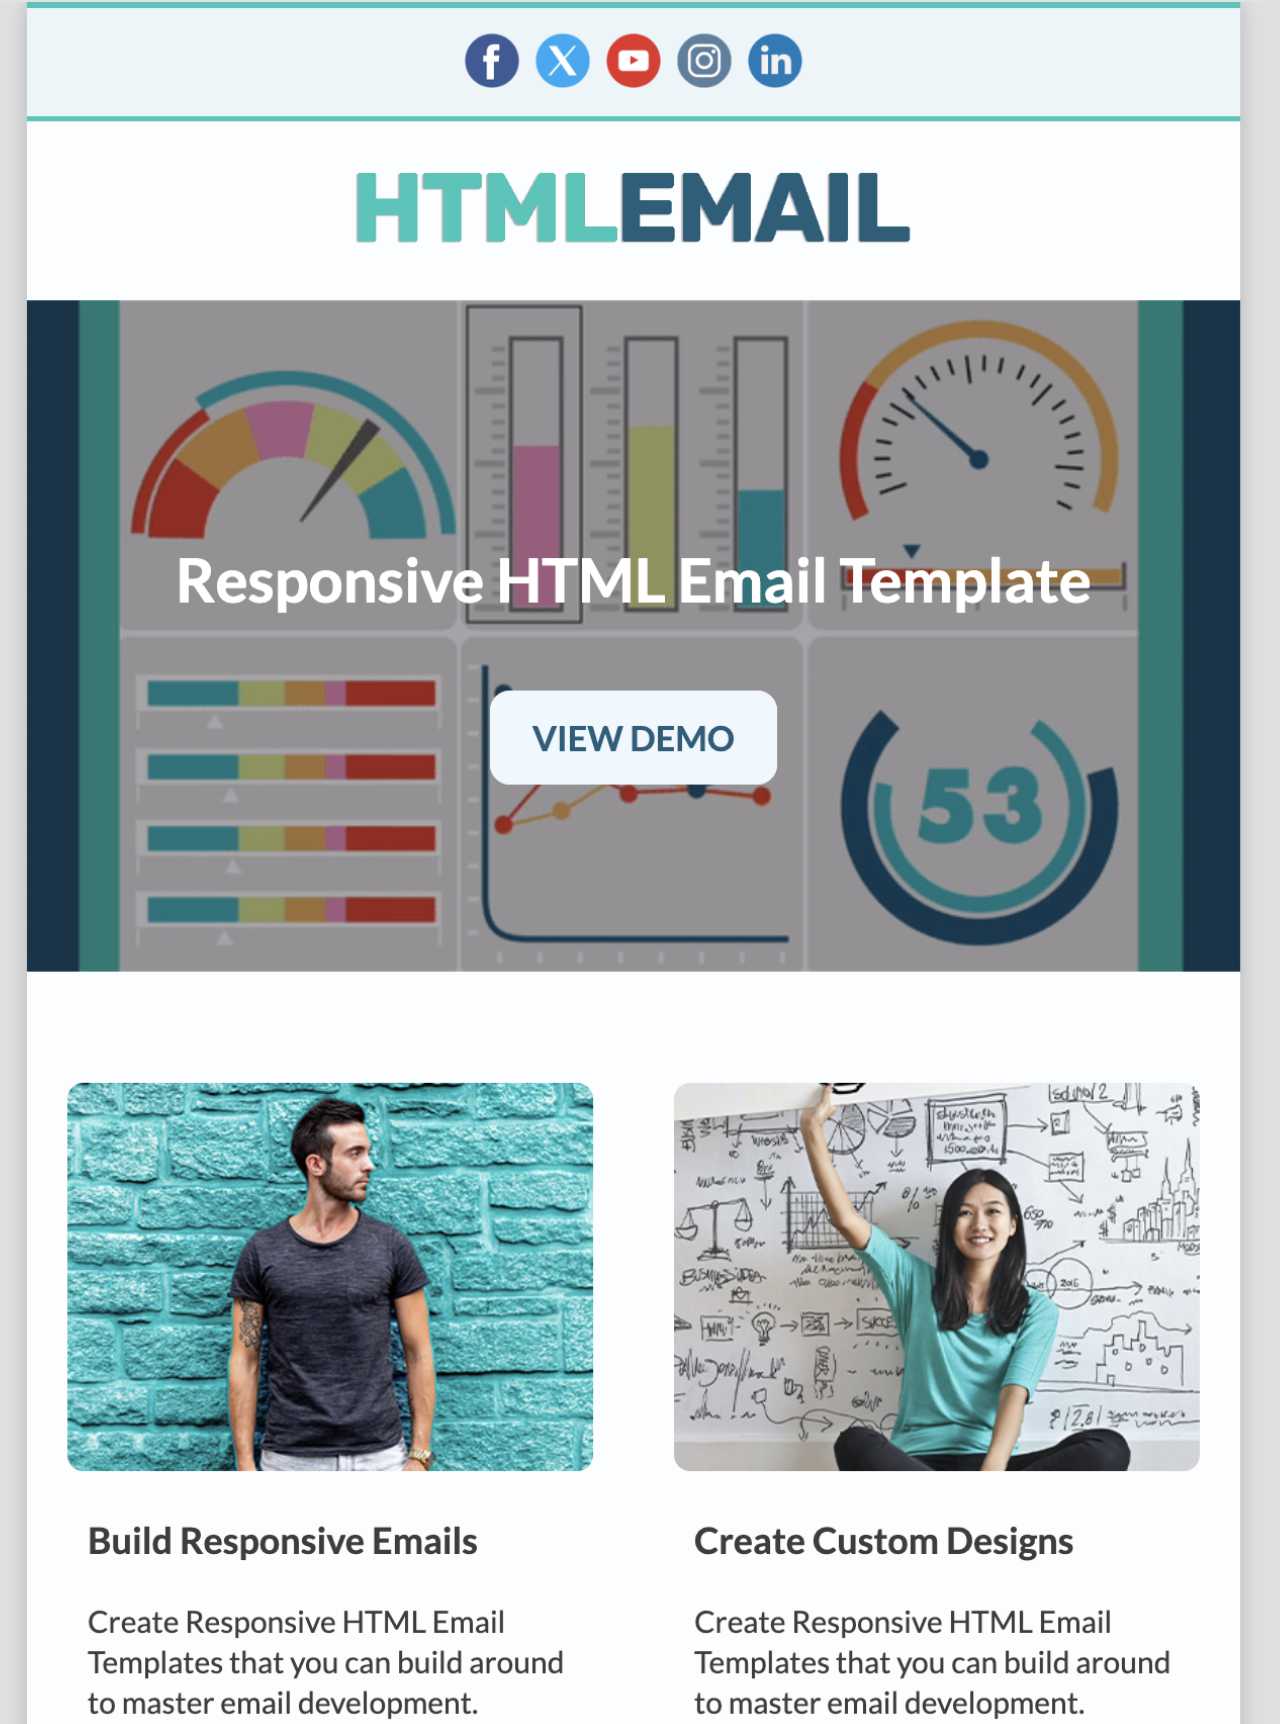 HTMLEMAIL
Responsive HTML Email Template
VIEW DEMO
53
Build Responsive Emails
Create Responsive HTML Email
Templates that you can build around
to master email development.
Create Custom Designs
Create Responsive HTML Email
Templates that you can build around
to master email development.